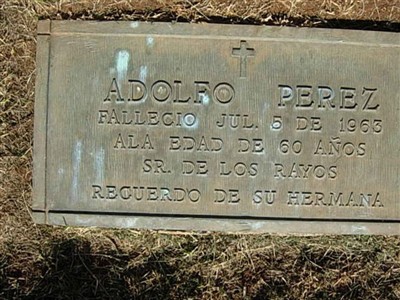 ADOLFO PEREZ
FALLECIO JUL. 5 DE 1963
ALA EDAD DE 60 AÑOS
SR. DE LOS RAYOS
RECUERDO DE SU HERMANA